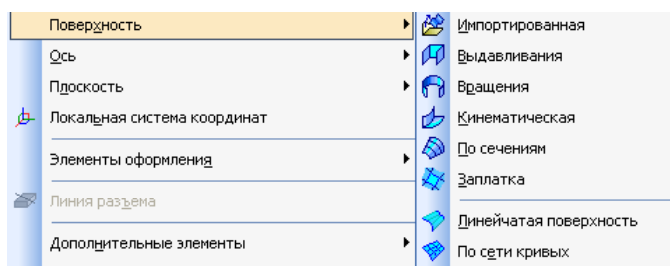 Поверхность
Ось
Плоскость
Локальная система координат
Элементы оформления
Линия разъема
Дополнительные элементы
Импортированная
Выдавливания
Вращения
Кинематическая
По сечениям
Заплатка
Линейчатая поверхность
По сети кривых